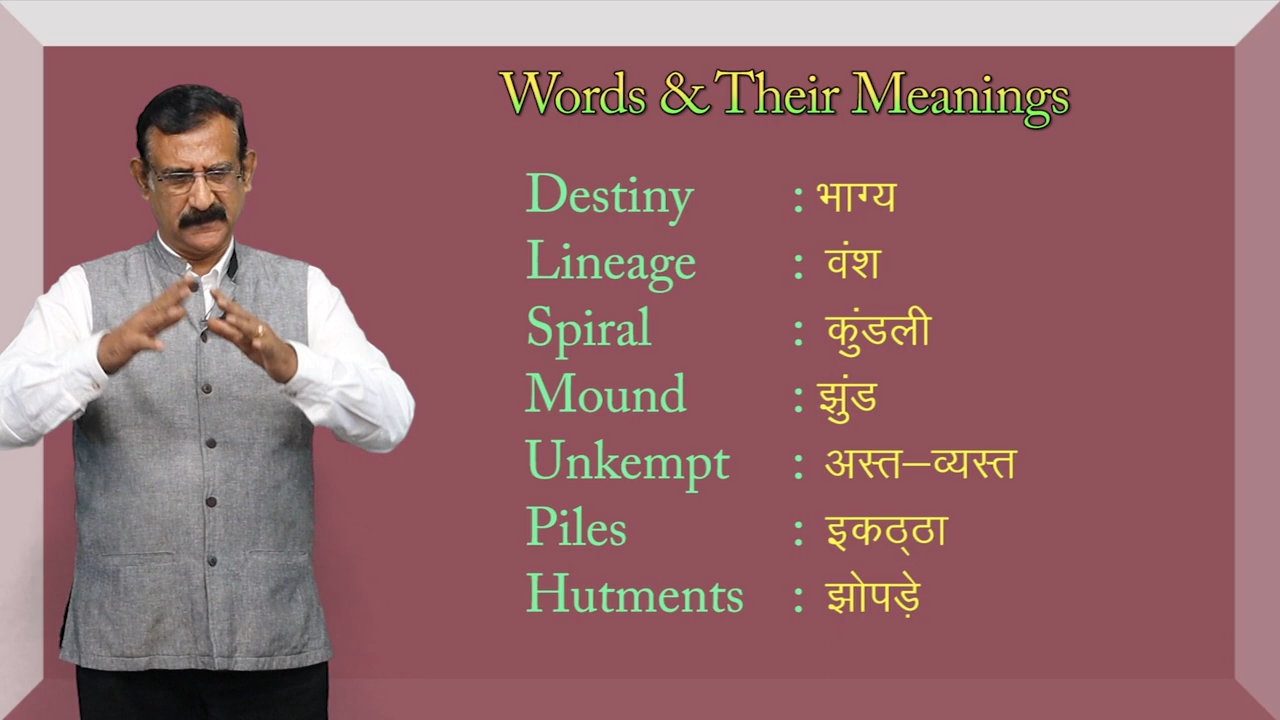 Words & Their Meanings
Destiny : भाग्य
Lineage : वंश
Spiral : कुंडली
Mound : झुंड
Unkempt : अस्त–व्यस्त
Piles : इकठ्ठा
Hutments : झोपड़े